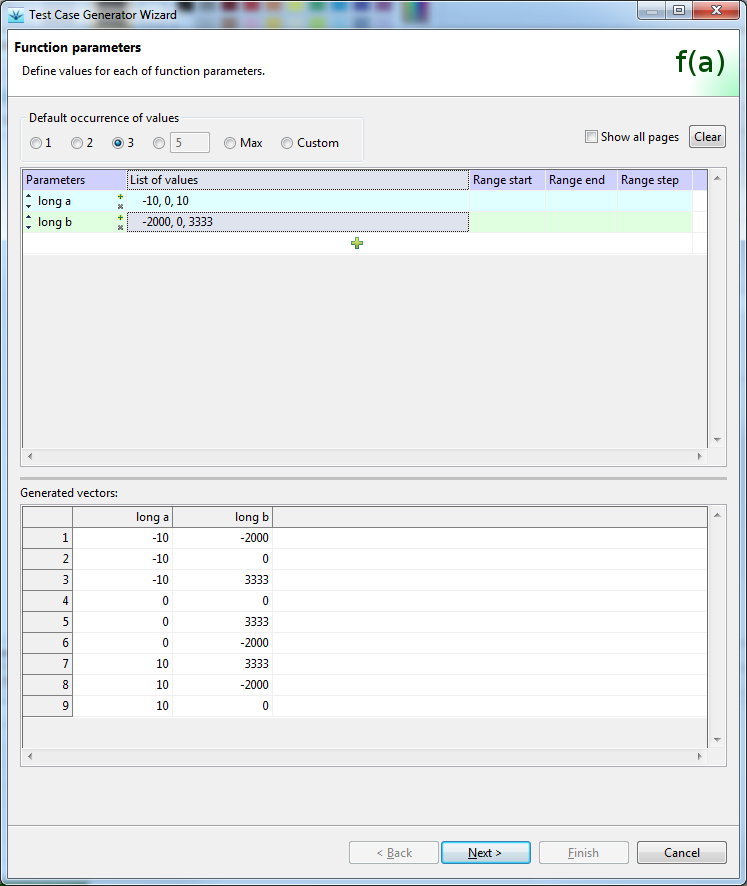 Test Case Generator Wizard
Function parameters
Define values for each of function parameters.
f(a)
Default occurrence of values
1 2 3 5 Max Custom
Show all pages Clear
Parameters List of values Range start Range end Range step
long a -10, 0, 10
long b -2000, 0, 3333
Generated vectors:
long a long b
1 -10 -2000
2 -10 0
3 -10 3333
4 0 0
5 0 3333
6 0 -2000
7 10 3333
8 10 -2000
9 10 0
< Back Next > Finish Cancel